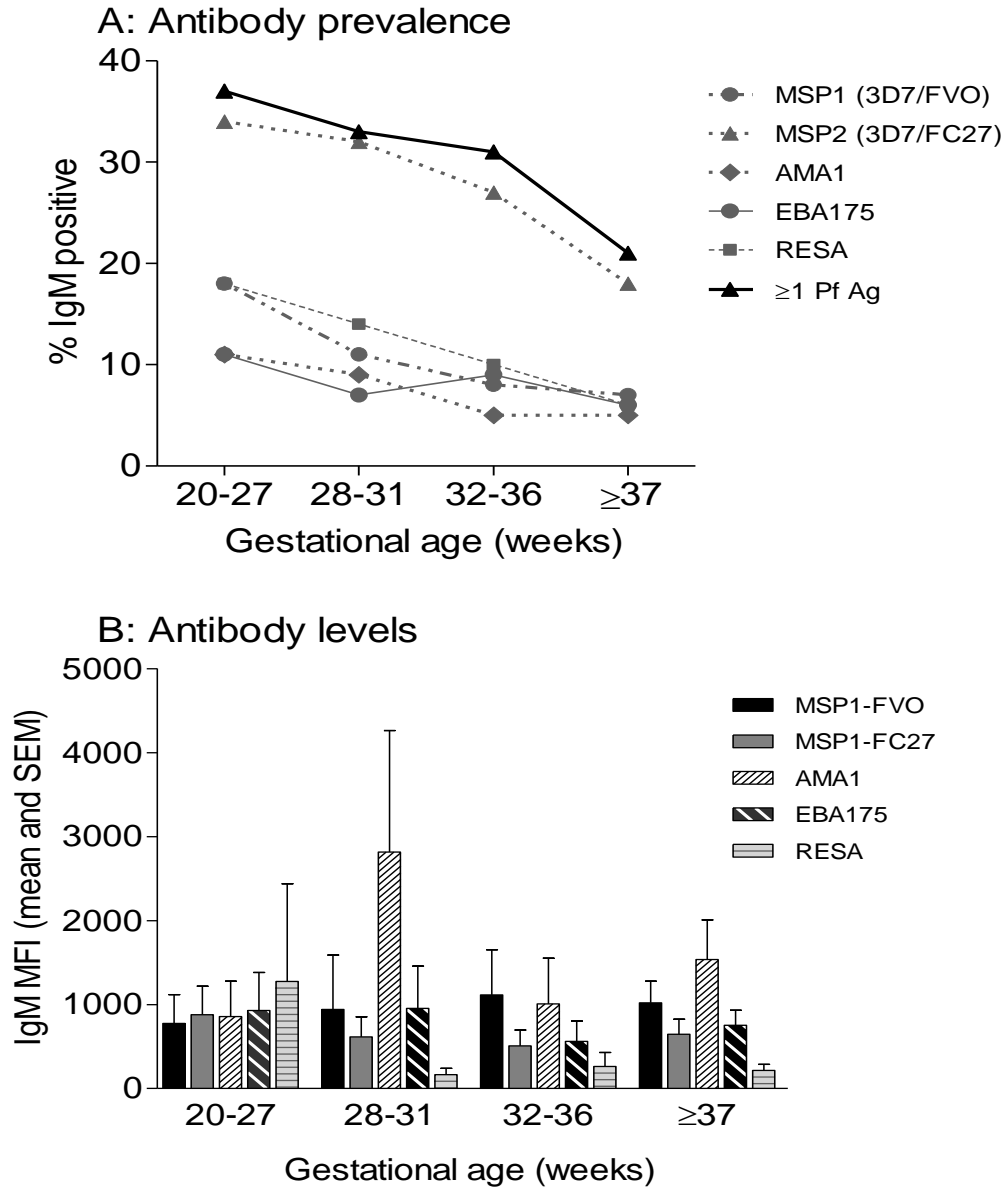 A: Antibody prevalence
% IgM positive
40
30
20
10
0
20-27 28-31 32-36 ≥37
Gestational age (weeks)
MSP1 (3D7/FVO)
MSP2 (3D7/FC27)
AMA1
EBA175
RESA
≥1 Pf Ag
B: Antibody levels
IgM MFI (mean and SEM)
5000
4000
3000
2000
1000
0
20-27 28-31 32-36 ≥37
Gestational age (weeks)
MSP1-FVO
MSP1-FC27
AMA1
EBA175
RESA